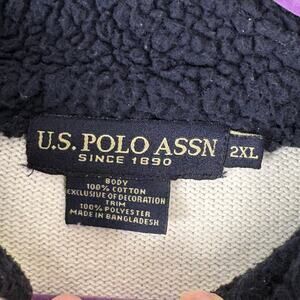 U.S. POLO ASSN
SINCE 1890
2XL
BODY
100% COTTON
EXCLUSIVE OF DECORATION
TRIM
100% POLYESTER
MADE IN BANGLADESH